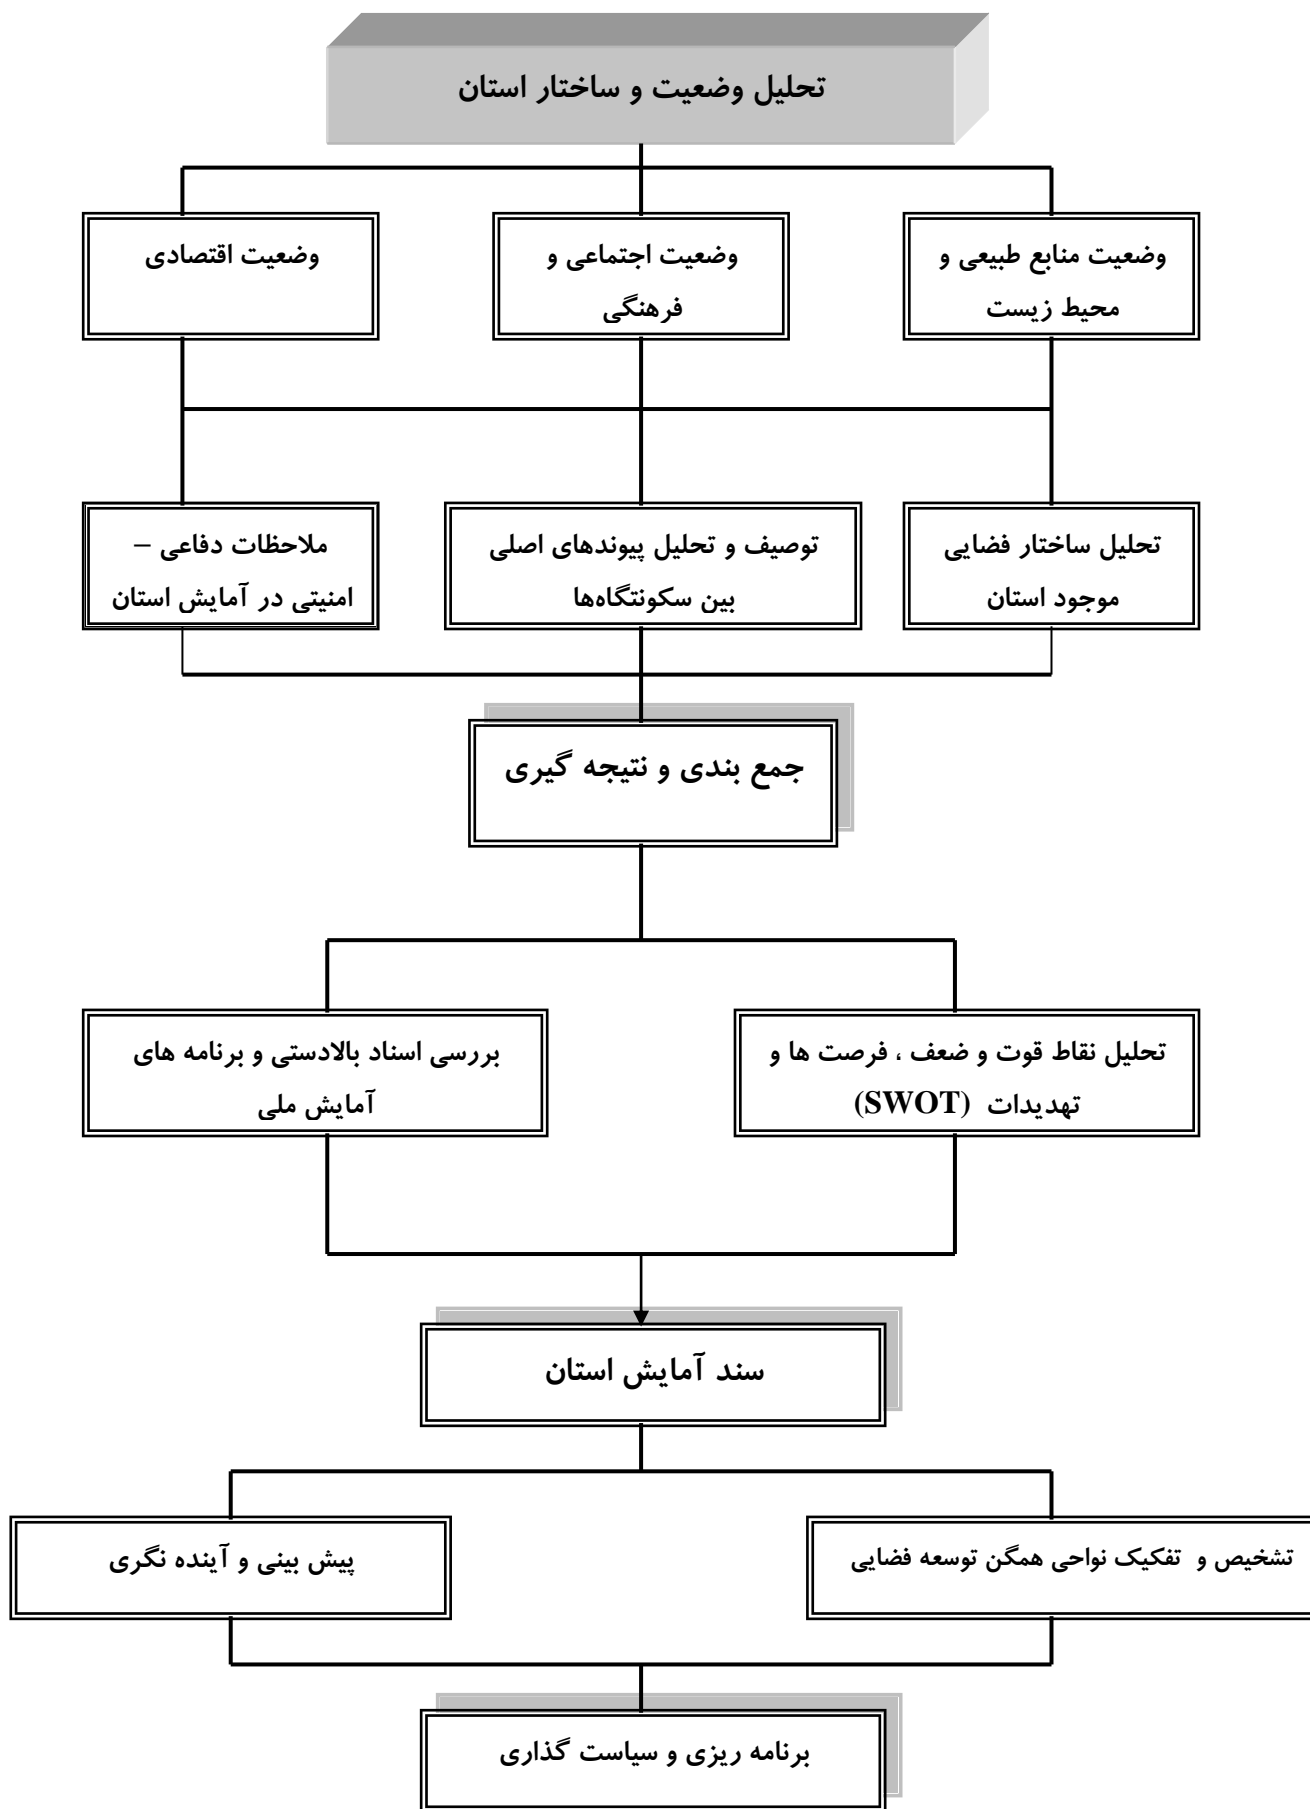 تحلیل وضعیت و ساختار استان
وضعیت منابع طبیعی و
محیط زیست
وضعیت اجتماعی و
فرهنگی
وضعیت اقتصادی
تحلیل ساختار فضایی
موجود استان
توصیف و تحلیل پیوندهای اصلی
بین سکونتگاه‌ها
ملاحظات دفاعی –
امنیتی در آمایش استان
جمع بندی و نتیجه گیری
تحلیل نقاط قوت و ضعف ، فرصت ها و
تهدیدات (SWOT)
بررسی اسناد بالادستی و برنامه های
آمایش ملی
سند آمایش استان
تشخیص و تفکیک نواحی همگن توسعه فضایی
پیش بینی و آینده نگری
برنامه ریزی و سیاست گذاری